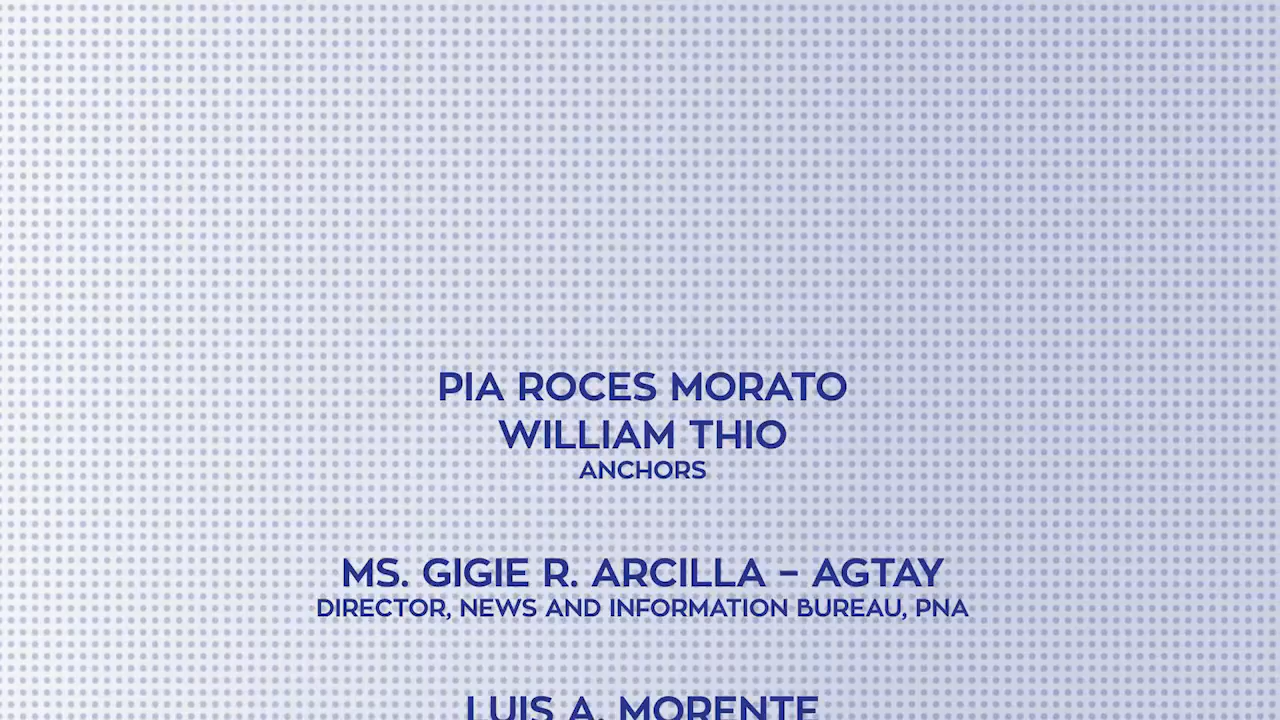 PIA ROCES MORATO
WILLIAM THIO
ANCHORS
MS. GIGIE R. ARCILLA – AGTAY
DIRECTOR, NEWS AND INFORMATION BUREAU, PNA
LUIS A. MORENTE